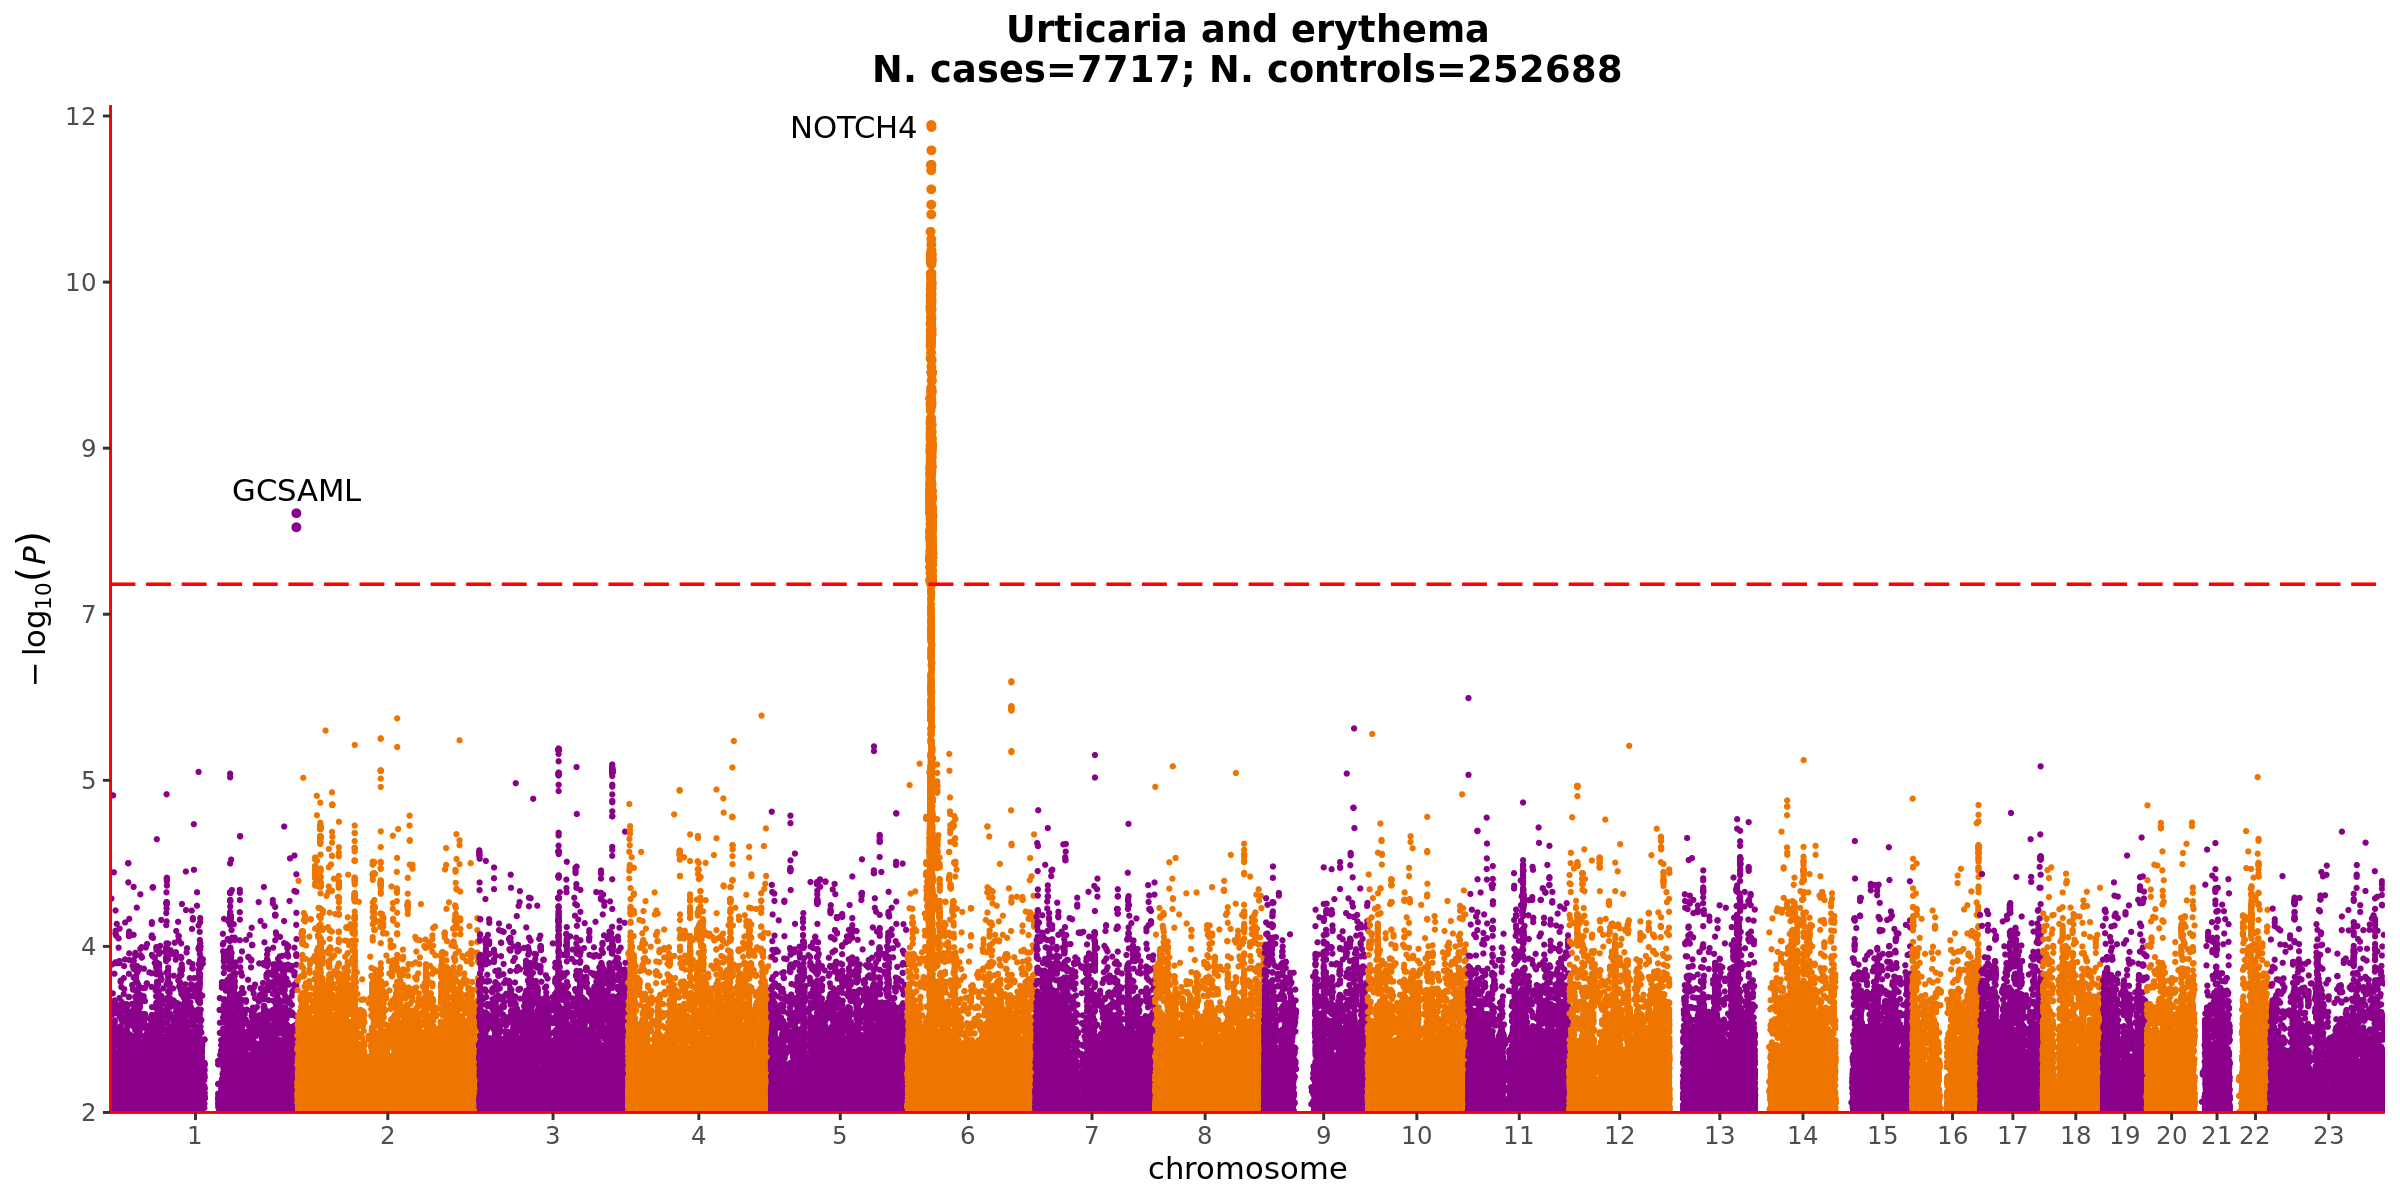 Urticaria and erythema
N. cases=7717; N. controls=252688
12
NOTCH4
10
9
GCSAML
7
5
4
2
−log10(P)
1 2 3 4 5 6 7 8 9 10 11 12 13 14 15 16 17 18 19 20 21 22 23
chromosome